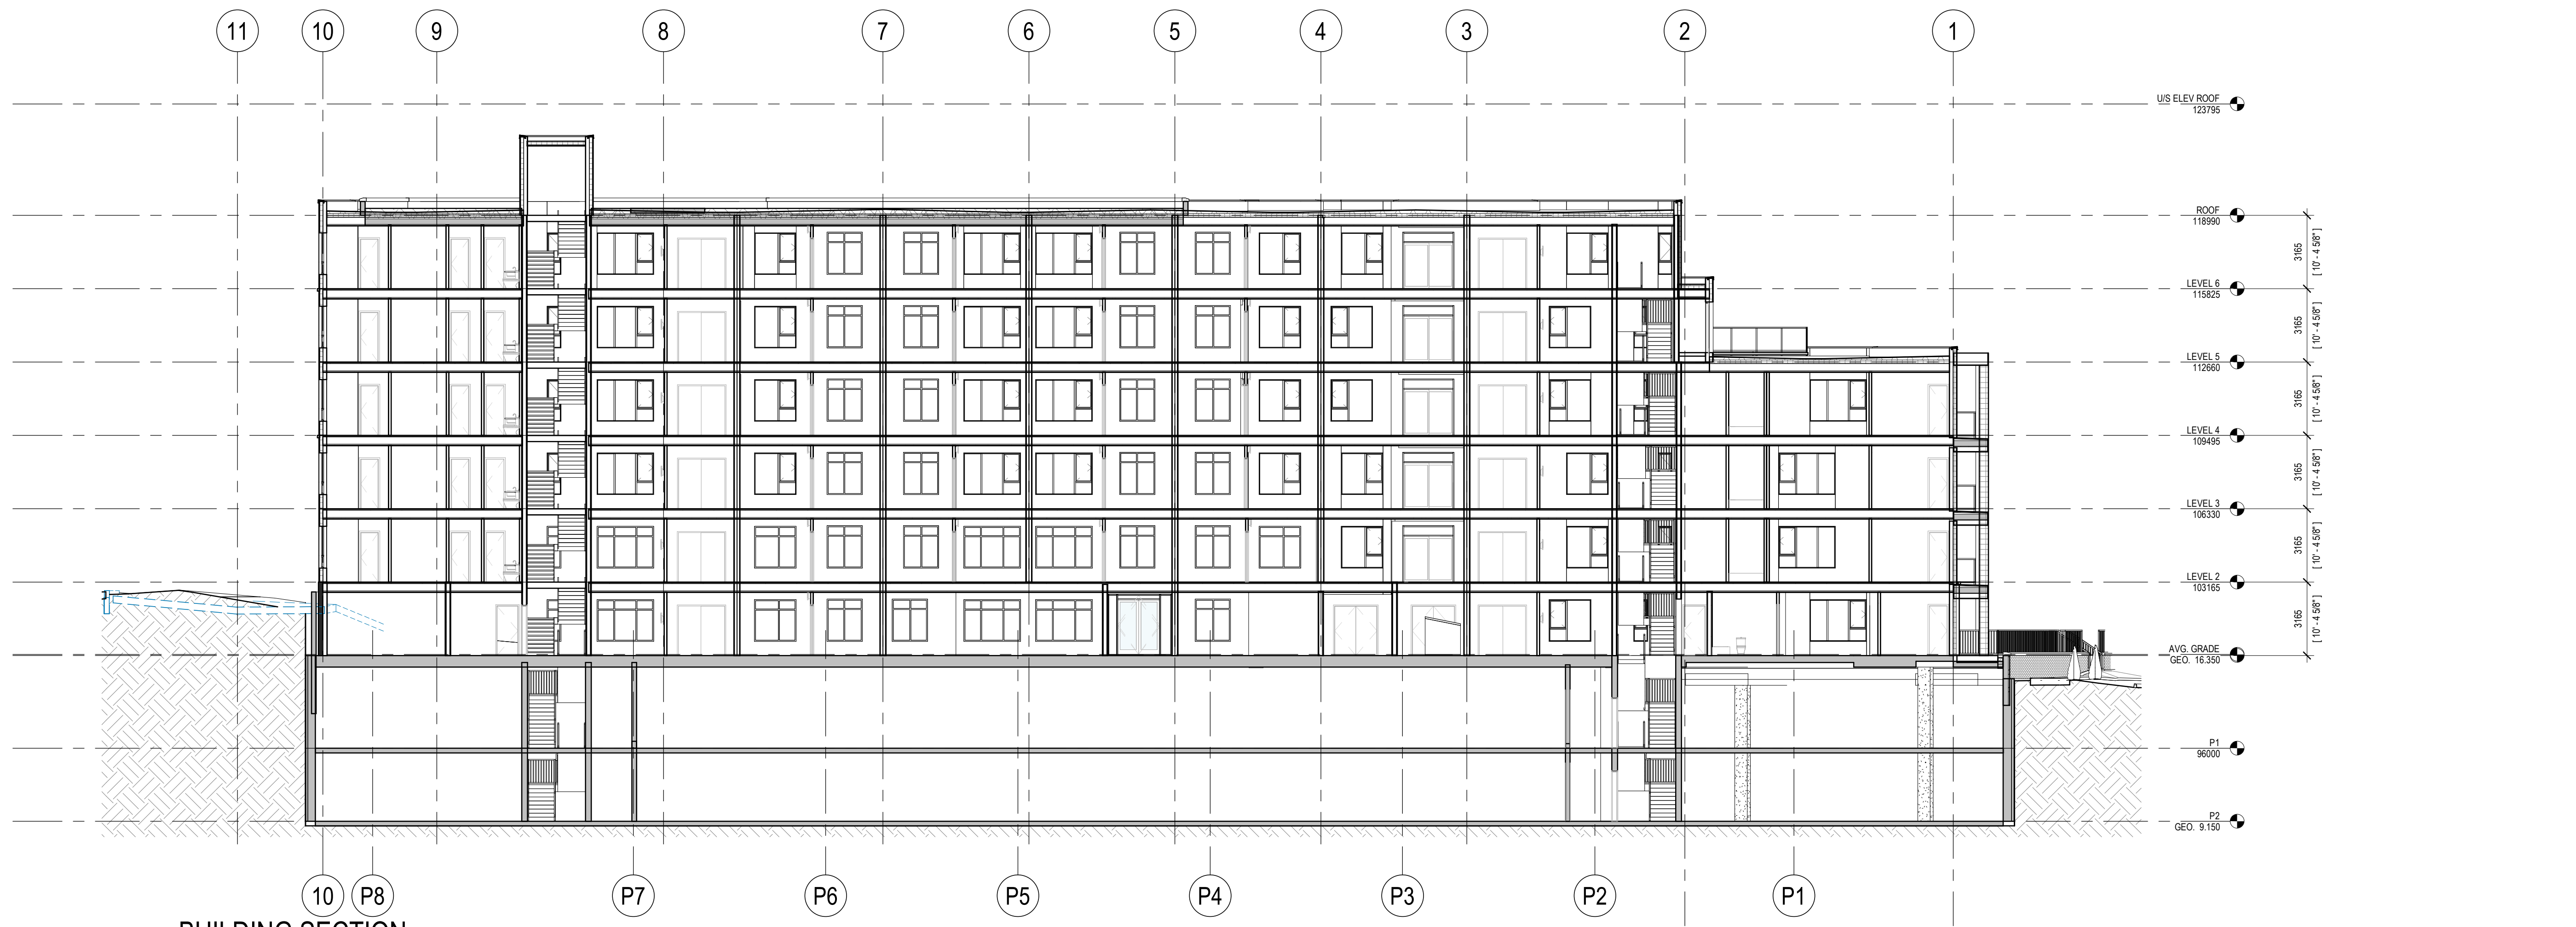 11 10 9 8 7 6 5 4 3 2 1
U/S ELEV ROOF
123795
ROOF
118990
3165
[ 10' - 4 5/8" ]
LEVEL 6
115825
3165
[ 10' - 4 5/8" ]
LEVEL 5
112660
3165
[ 10' - 4 5/8" ]
LEVEL 4
109495
3165
[ 10' - 4 5/8" ]
LEVEL 3
106330
3165
[ 10' - 4 5/8" ]
LEVEL 2
103165
3165
[ 10' - 4 5/8" ]
AVG. GRADE
GEO. 16.350
P1
96000
P2
GEO. 9.150
10 P8 P7 P6 P5 P4 P3 P2 P1
BUILDING SECTION